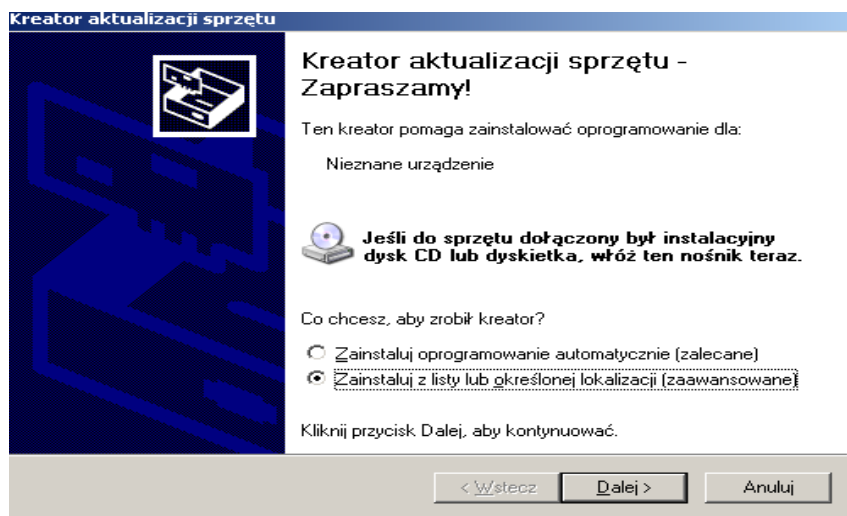 Kreator aktualizacji sprzętu
Kreator aktualizacji sprzętu -
Zapraszamy!
Ten kreator pomaga zainstalować oprogramowanie dla:
Nieznane urządzenie
Jeśli do sprzętu dołączony był instalacyjny
dysk CD lub dyskietka, włóż ten nośnik teraz.
Co chcesz, aby zrobił kreator?
Zainstaluj oprogramowanie automatycznie (zalecane)
Zainstaluj z listy lub określonej lokalizacji (zaawansowane)
Kliknij przycisk Dalej, aby kontynuować.
< Wstecz Dalej > Anuluj